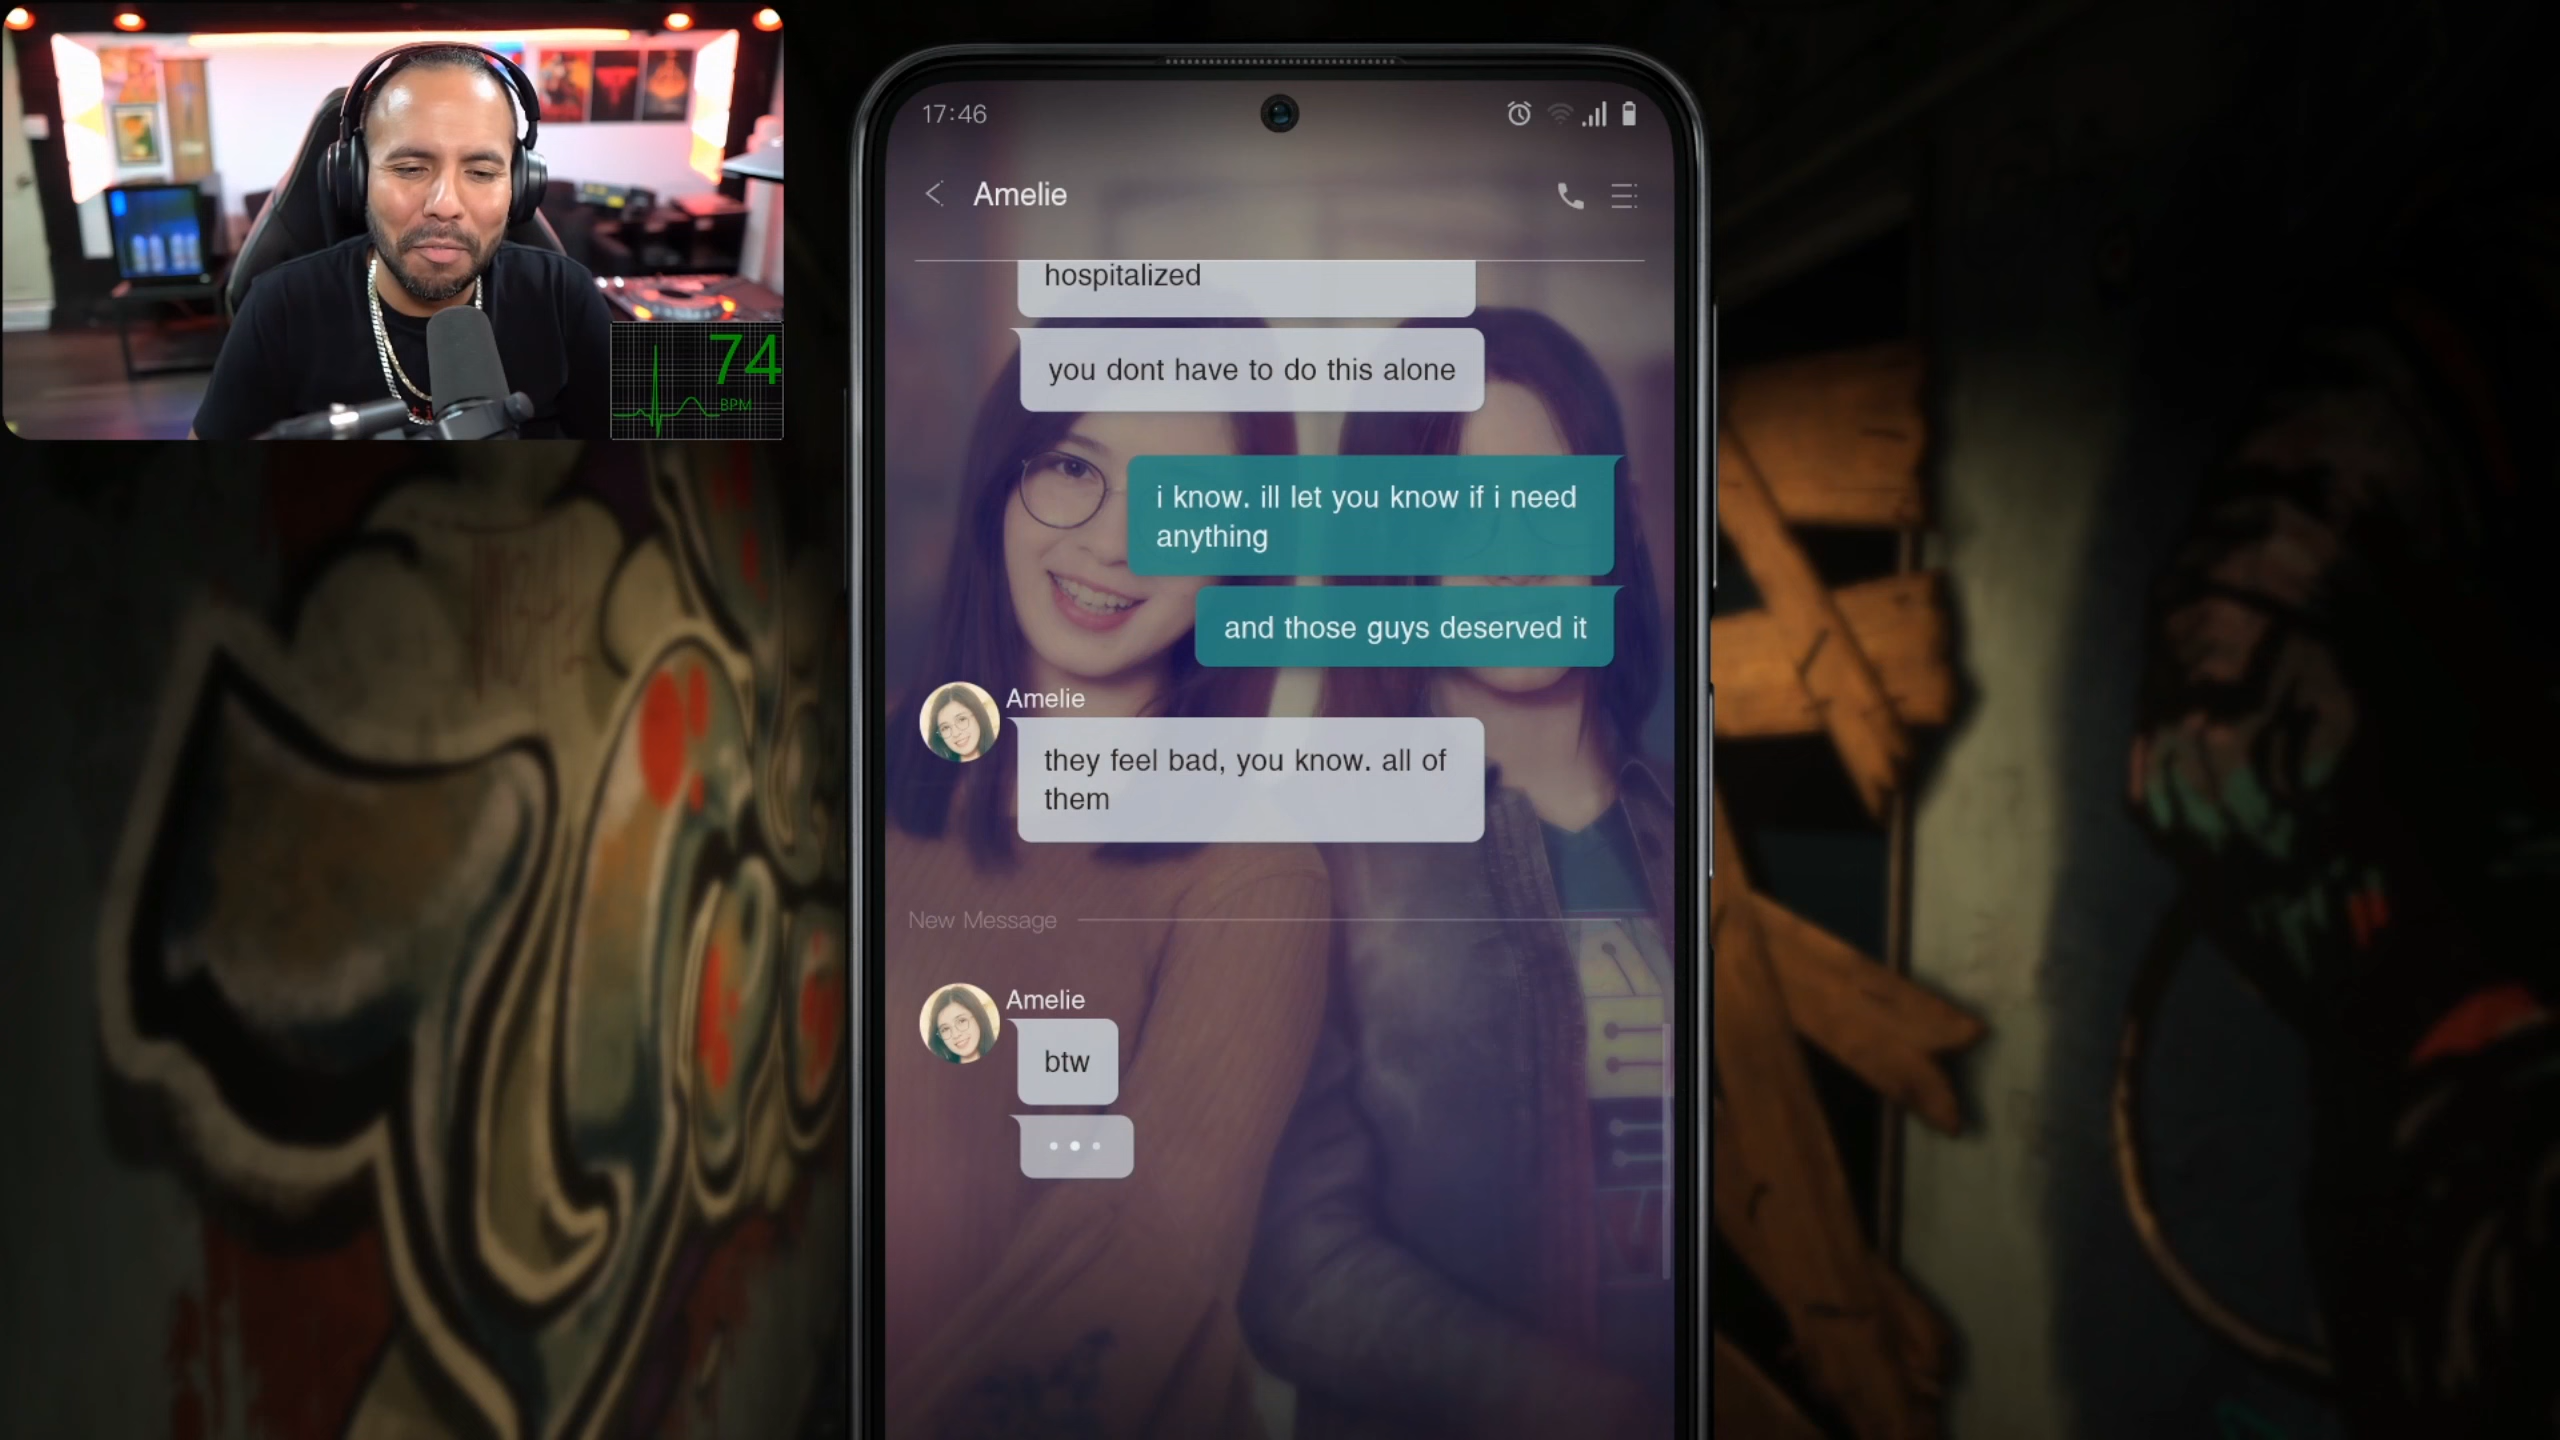 74
BPM
17:46
Amelie
hospitalized
you dont have to do this alone
i know. ill let you know if i need
anything
and those guys deserved it
Amelie
they feel bad, you know. all of
them
New Message
Amelie
btw